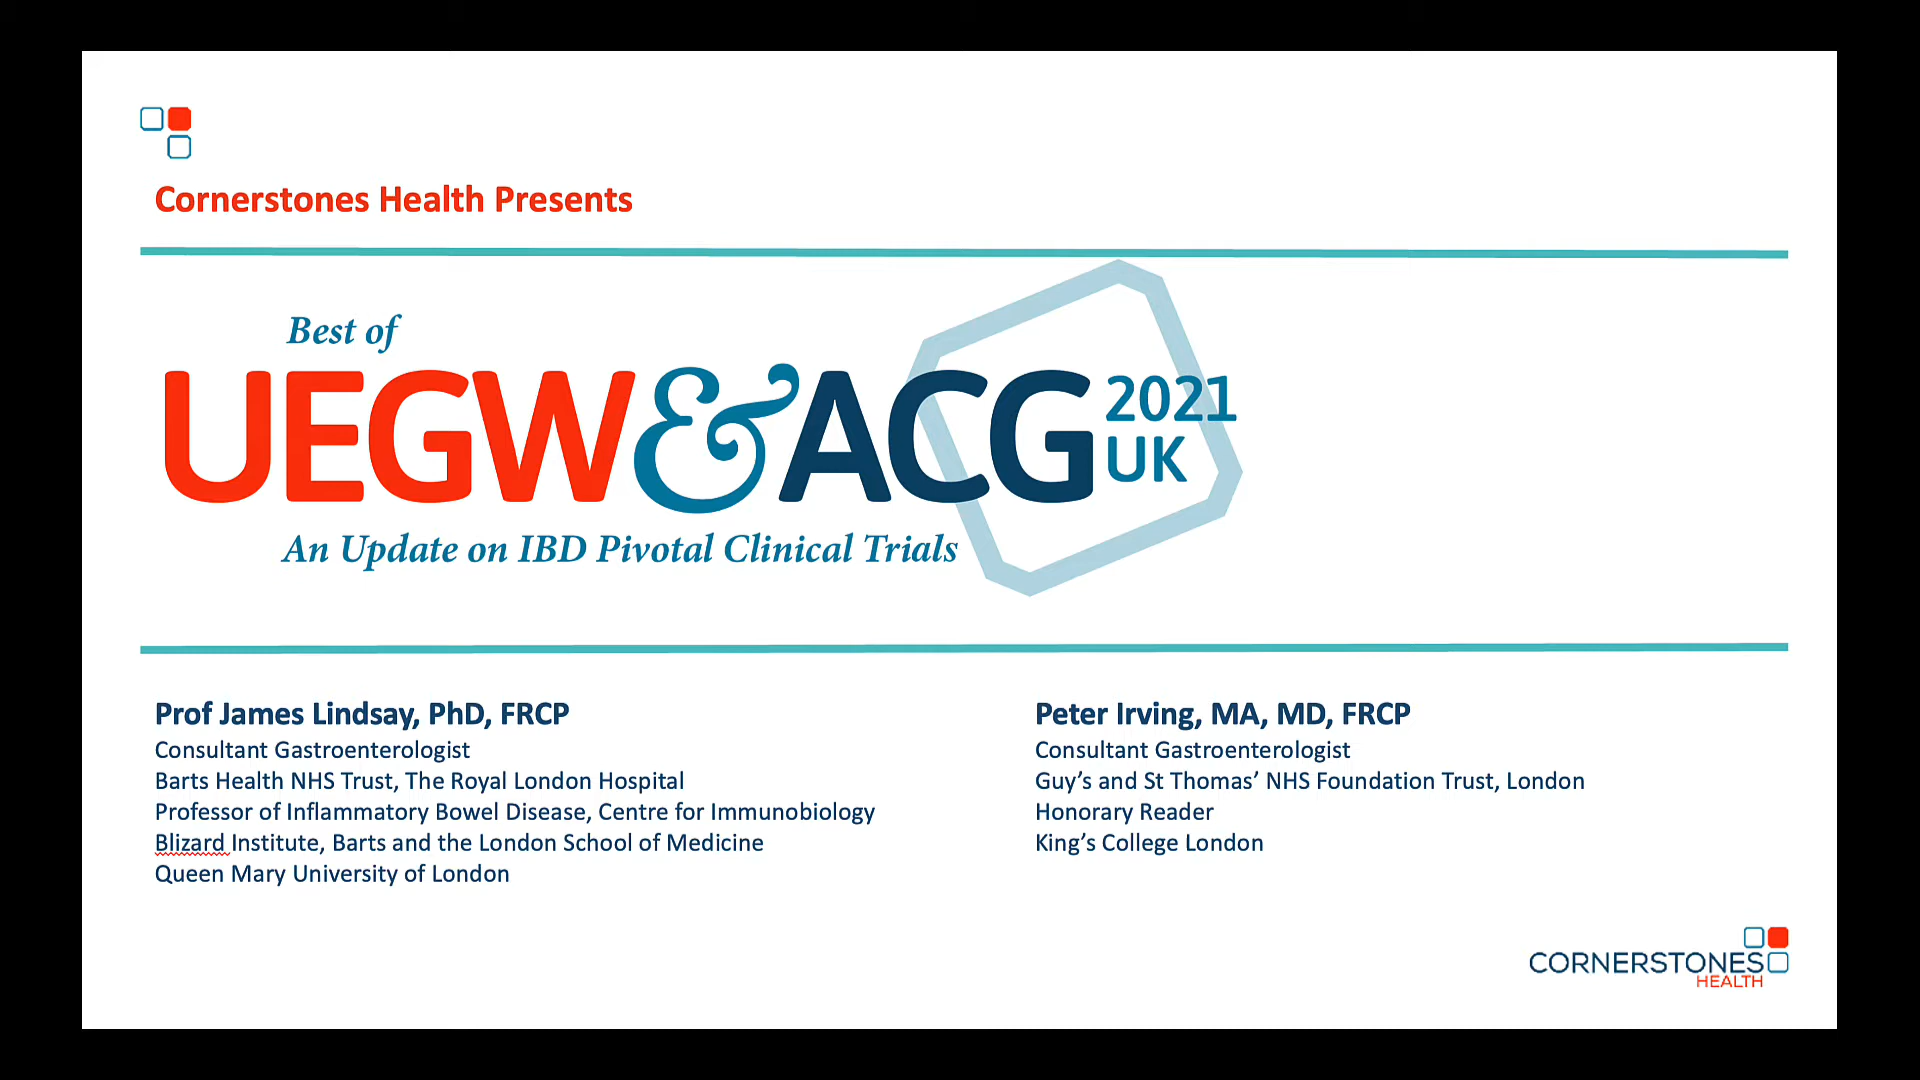 Cornerstones Health Presents
Best of
UEGW & ACG 2021 UK
An Update on IBD Pivotal Clinical Trials
Prof James Lindsay, PhD, FRCP
Consultant Gastroenterologist
Barts Health NHS Trust, The Royal London Hospital
Professor of Inflammatory Bowel Disease, Centre for Immunobiology
Blizard Institute, Barts and the London School of Medicine
Queen Mary University of London
Peter Irving, MA, MD, FRCP
Consultant Gastroenterologist
Guy's and St Thomas' NHS Foundation Trust, London
Honorary Reader
King's College London
CORNERSTONES
HEALTH